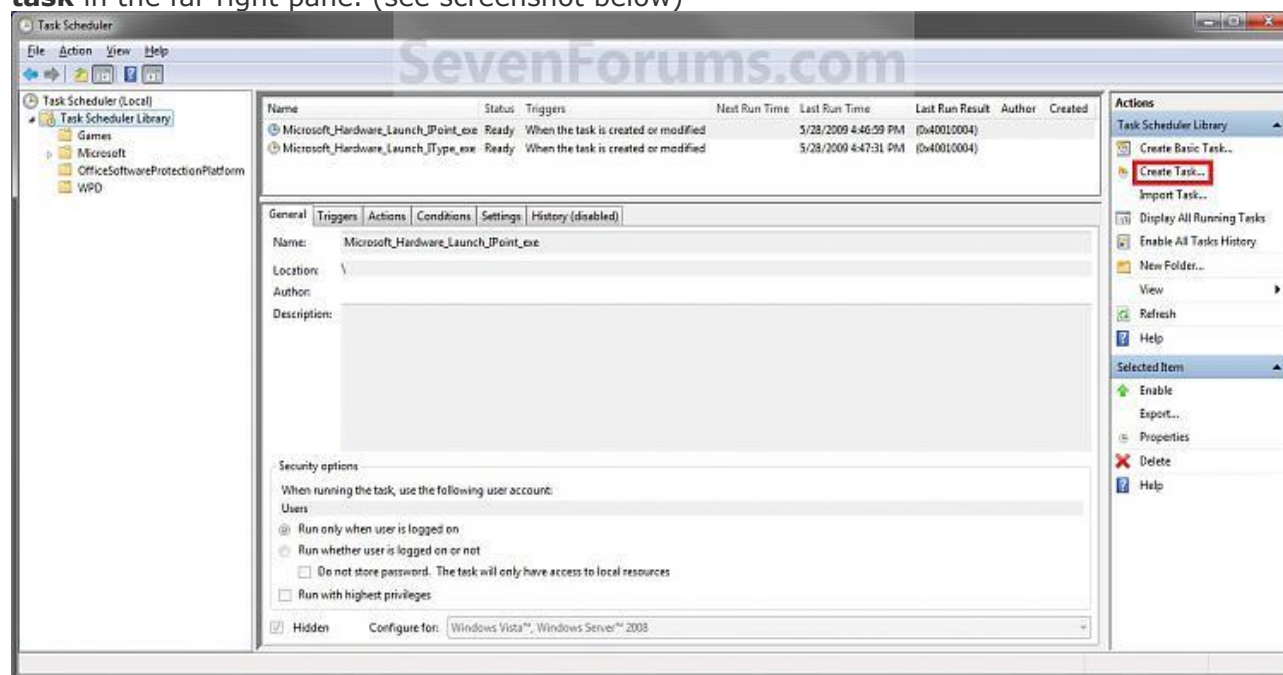 task in the far right pane. (see screenshot below)
Task Scheduler
SevenForums.com
File Action View Help
Task Scheduler (Local)
Task Scheduler Library
Games
Microsoft
OfficeSoftwareProtectionPlatform
WPD
Name Status Triggers Next Run Time Last Run Time Last Run Result Author Created
Microsoft_Hardware_Launch_IPoint_exe Ready When the task is created or modified 5/28/2009 4:46:59 PM (0x40010004)
Microsoft_Hardware_Launch_IType_exe Ready When the task is created or modified 5/28/2009 4:47:31 PM (0x40010004)
General Triggers Actions Conditions Settings History (disabled)
Name: Microsoft_Hardware_Launch_IPoint_exe
Location: \
Author:
Description:
Security options
When running the task, use the following user account:
Users
Run only when user is logged on
Run whether user is logged on or not
Do not store password. The task will only have access to local resources
Run with highest privileges
Hidden Configure for: Windows Vista™, Windows Server™ 2008
Actions
Task Scheduler Library
Create Basic Task...
Create Task...
Import Task...
Display All Running Tasks
Enable All Tasks History
New Folder...
View
Refresh
Help
Selected Item
Enable
Export...
Properties
Delete
Help